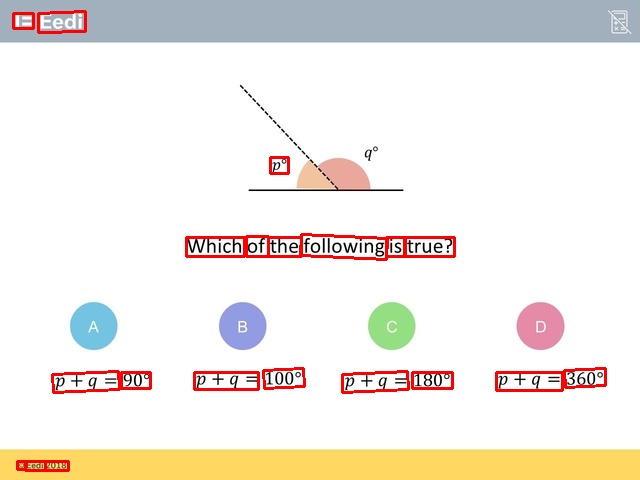 Eedi
q°
p°
Which of the following is true?
A B C D
p + q = 90° p + q = 100° p + q = 180° p + q = 360°
© Eedi 2018